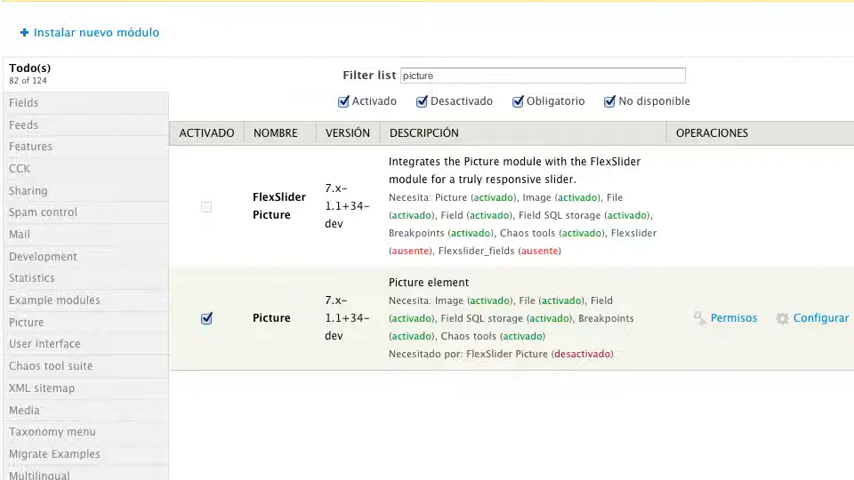 Instalar nuevo módulo
Todo(s)
82 of 124
Fields
Feeds
Features
CCK
Sharing
Spam control
Mail
Development
Statistics
Example modules
Picture
User interface
Chaos tool suite
XML sitemap
Media
Taxonomy menu
Migrate Examples
Multilingual
Filter list picture
Activado Desactivado Obligatorio No disponible
ACTIVADO NOMBRE VERSIÓN DESCRIPCIÓN OPERACIONES
FlexSlider
Picture
7.x-
1.1+34-
dev
Integrates the Picture module with the FlexSlider
module for a truly responsive slider.
Necesita: Picture (activado), Image (activado), File
(activado), Field (activado), Field SQL storage (activado),
Breakpoints (activado), Chaos tools (activado), Flexslider
(ausente), Flexslider_fields (ausente)
Picture
7.x-
1.1+34-
dev
Picture element
Necesita: Image (activado), File (activado), Field
(activado), Field SQL storage (activado), Breakpoints
(activado), Chaos tools (activado)
Necesitado por: FlexSlider Picture (desactivado)
Permisos Configurar